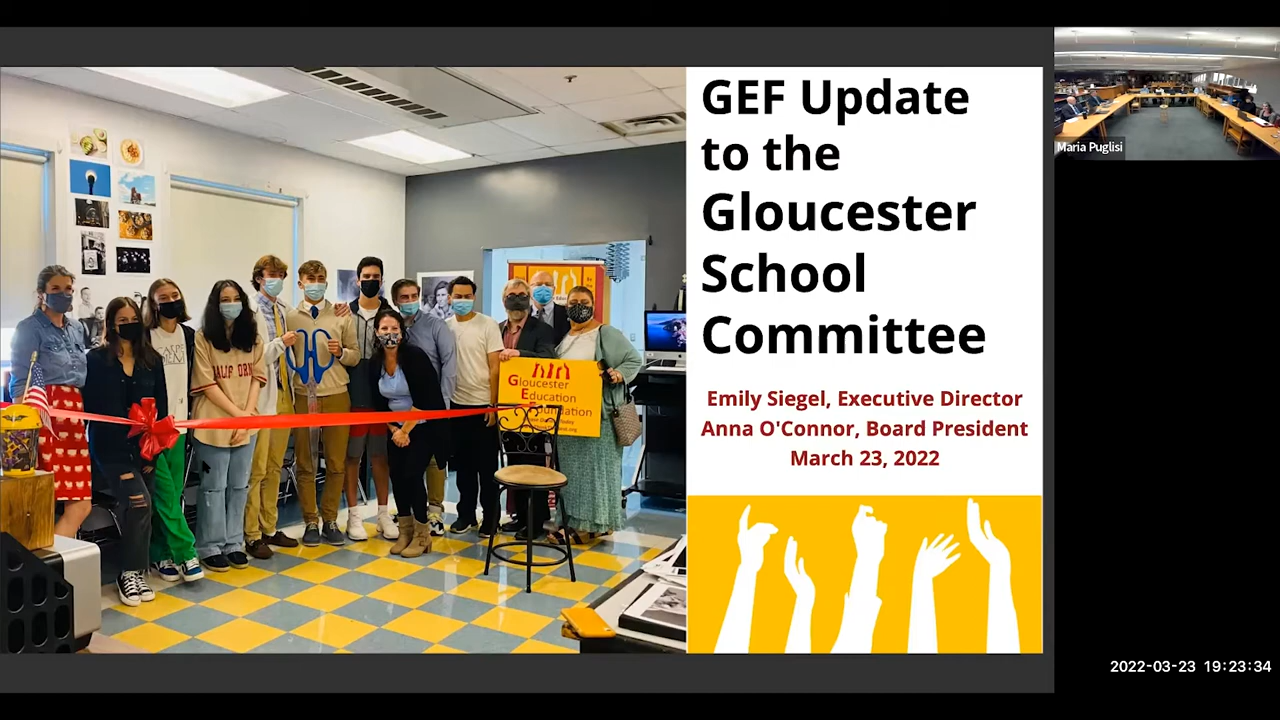 GEF Update
to the
Gloucester
School
Committee
Emily Siegel, Executive Director
Anna O'Connor, Board President
March 23, 2022
Gloucester
Education
Foundation
Maria Puglisi
2022-03-23 19:23:34